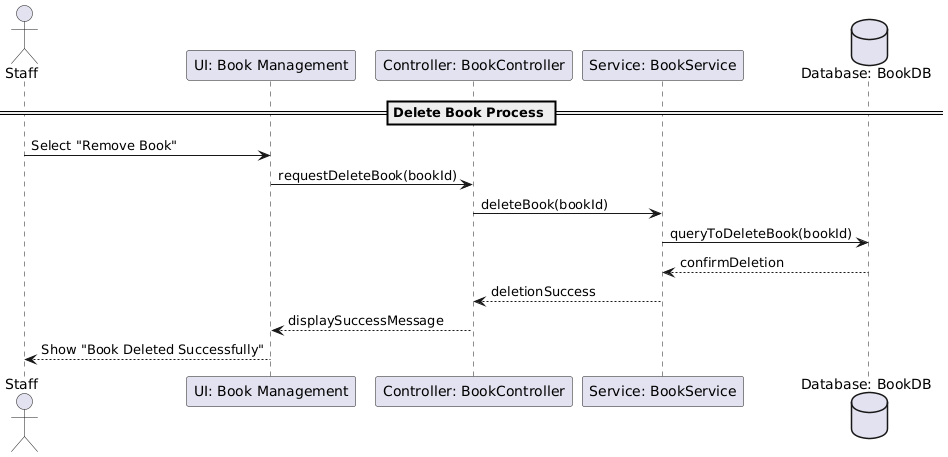 Staff
UI: Book Management
Controller: BookController
Service: BookService
Database: BookDB
Delete Book Process
Select "Remove Book"
requestDeleteBook(bookId)
deleteBook(bookId)
queryToDeleteBook(bookId)
confirmDeletion
deletionSuccess
displaySuccessMessage
Show "Book Deleted Successfully"
Staff
UI: Book Management
Controller: BookController
Service: BookService
Database: BookDB